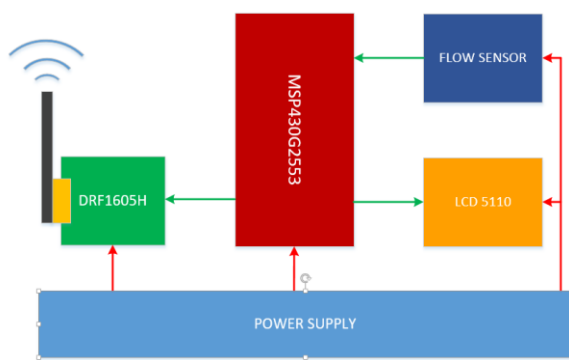 FLOW SENSOR
MSP430G2553
DRF1605H
LCD 5110
POWER SUPPLY